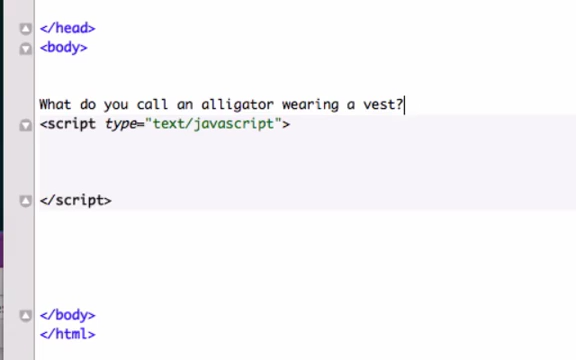 </head>
<body>
What do you call an alligator wearing a vest?
<script type="text/javascript">
</script>
</body>
</html>